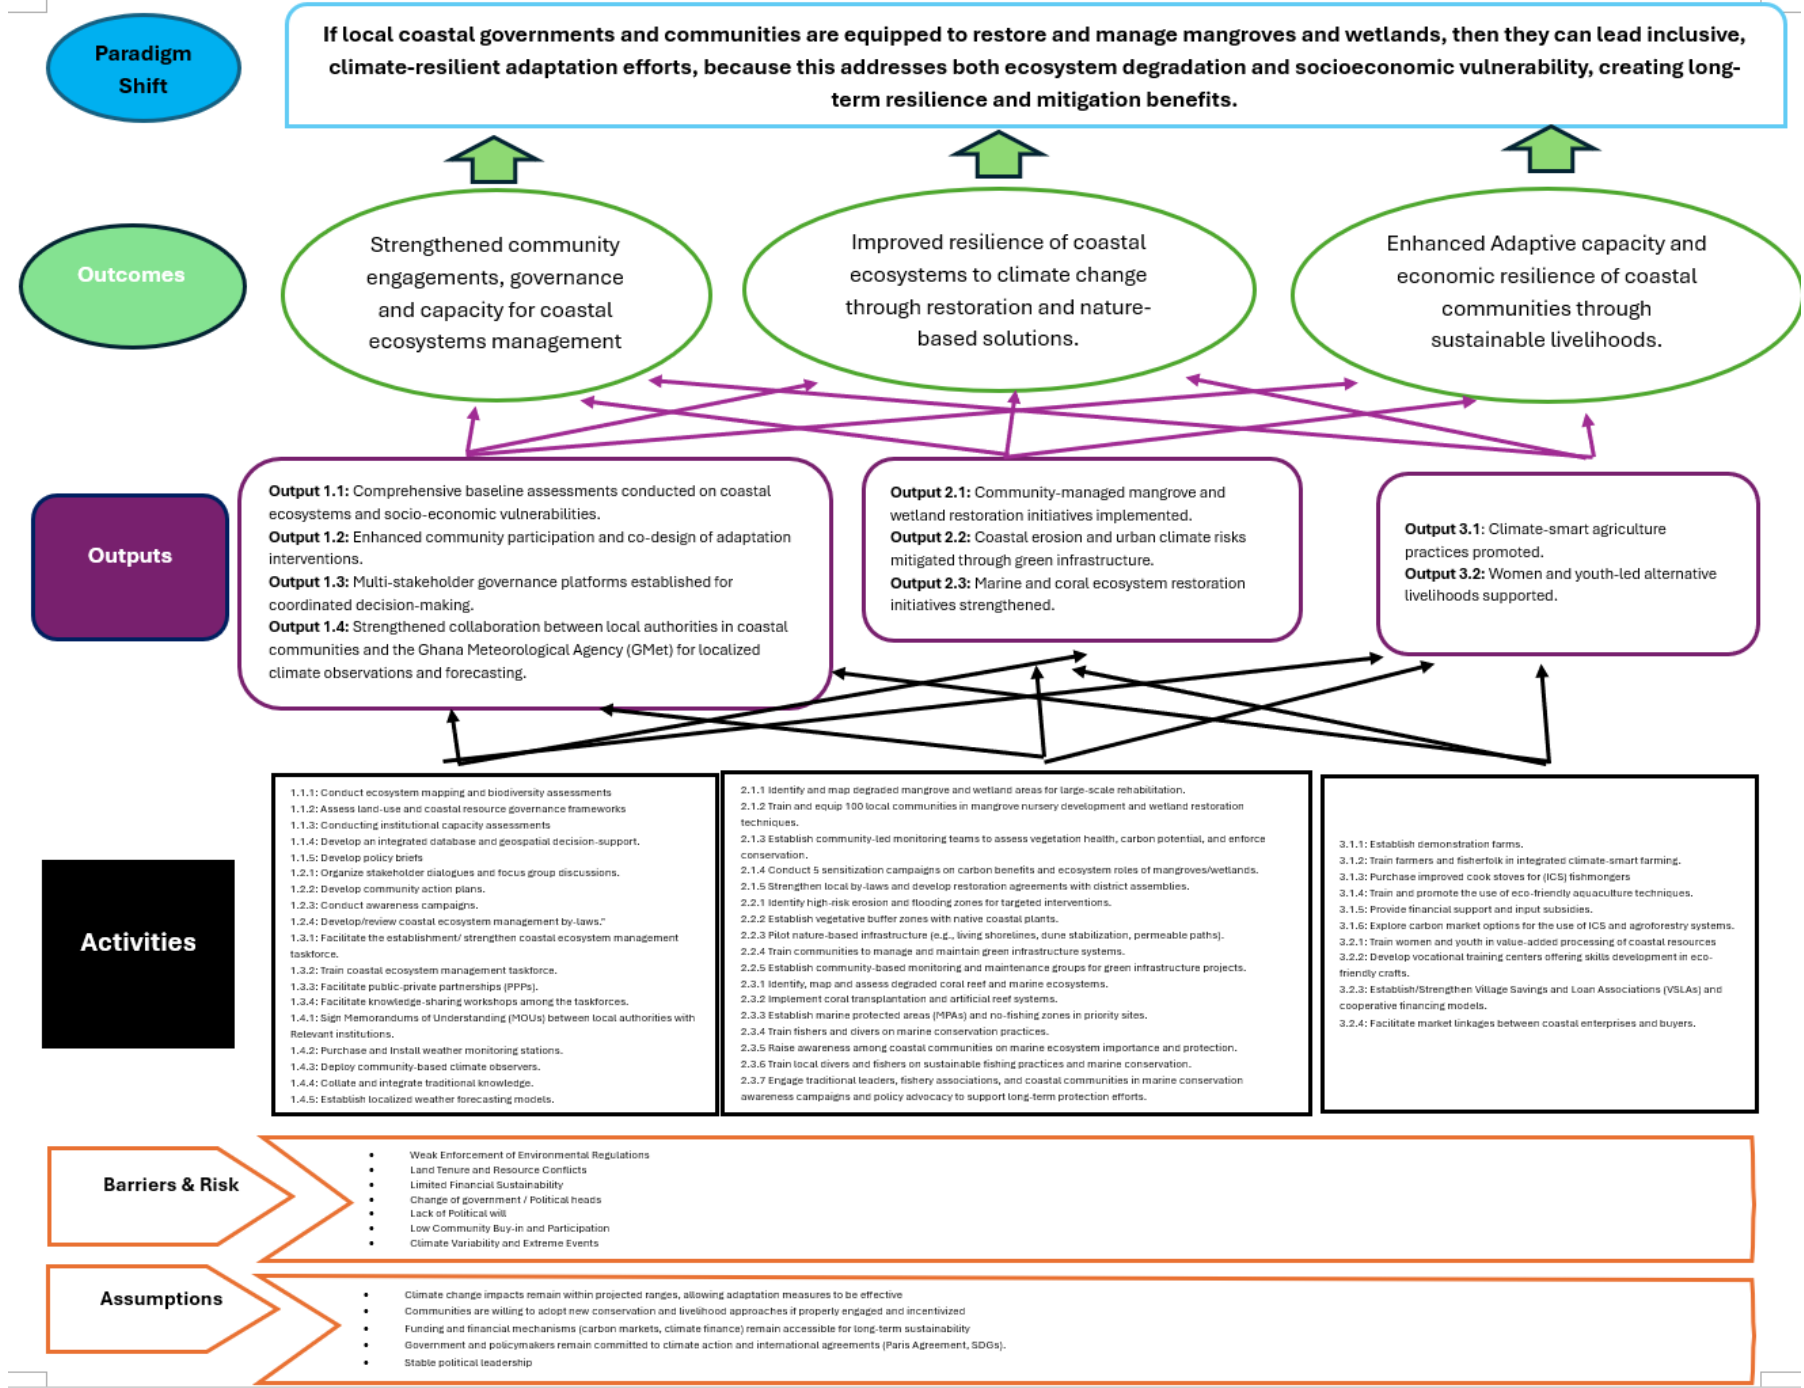 Paradigm
Shift
If local coastal governments and communities are equipped to restore and manage mangroves and wetlands, then they can lead inclusive,
climate-resilient adaptation efforts, because this addresses both ecosystem degradation and socioeconomic vulnerability, creating long-
term resilience and mitigation benefits.
Outcomes
Strengthened community
engagements, governance
and capacity for coastal
ecosystems management
Improved resilience of coastal
ecosystems to climate change
through restoration and nature-
based solutions.
Enhanced Adaptive capacity and
economic resilience of coastal
communities through
sustainable livelihoods.
Outputs
Output 1.1: Comprehensive baseline assessments conducted on coastal
ecosystems and socio-economic vulnerabilities.
Output 1.2: Enhanced community participation and co-design of adaptation
interventions.
Output 1.3: Multi-stakeholder governance platforms established for
coordinated decision-making.
Output 1.4: Strengthened collaboration between local authorities in coastal
communities and the Ghana Meteorological Agency (GMet) for localized
climate observations and forecasting.
Output 2.1: Community-managed mangrove and
wetland restoration initiatives implemented.
Output 2.2: Coastal erosion and urban climate risks
mitigated through green infrastructure.
Output 2.3: Marine and coral ecosystem restoration
initiatives strengthened.
Output 3.1: Climate-smart agriculture
practices promoted.
Output 3.2: Women and youth-led alternative
livelihoods supported.
Activities
1.1.1: Conduct ecosystem mapping and biodiversity assessments
1.1.2: Assess land-use and coastal resource governance frameworks
1.1.3: Conducting institutional capacity assessments
1.1.4: Develop an integrated database and geospatial decision-support.
1.1.5: Develop policy briefs
1.2.1: Organize stakeholder dialogues and focus group discussions.
1.2.2: Develop community action plans.
1.2.3: Conduct awareness campaigns.
1.2.4: Develop/review coastal ecosystem management by-laws."
1.3.1: Facilitate the establishment/ strengthen coastal ecosystem management
taskforce.
1.3.2: Train coastal ecosystem management taskforce.
1.3.3: Facilitate public-private partnerships (PPPs).
1.3.4: Facilitate knowledge-sharing workshops among the taskforces.
1.4.1: Sign Memorandums of Understanding (MOUs) between local authorities with
Relevant institutions.
1.4.2: Purchase and Install weather monitoring stations.
1.4.3: Deploy community-based climate observers.
1.4.4: Collate and integrate traditional knowledge.
1.4.5: Establish localized weather forecasting models.
2.1.1 Identify and map degraded mangrove and wetland areas for large-scale rehabilitation.
2.1.2 Train and equip 100 local communities in mangrove nursery development and wetland restoration
techniques.
2.1.3 Establish community-led monitoring teams to assess vegetation health, carbon potential, and enforce
conservation.
2.1.4 Conduct 5 sensitization campaigns on carbon benefits and ecosystem roles of mangroves/wetlands.
2.1.5 Strengthen local by-laws and develop restoration agreements with district assemblies.
2.2.1 Identify high-risk erosion and flooding zones for targeted interventions.
2.2.2 Establish vegetative buffer zones with native coastal plants.
2.2.3 Pilot nature-based infrastructure (e.g., living shorelines, dune stabilization, permeable paths).
2.2.4 Train communities to manage and maintain green infrastructure systems.
2.2.5 Establish community-based monitoring and maintenance groups for green infrastructure projects.
2.3.1 Identify, map and assess degraded coral reef and marine ecosystems.
2.3.2 Implement coral transplantation and artificial reef systems.
2.3.3 Establish marine protected areas (MPAs) and no-fishing zones in priority sites.
2.3.4 Train fishers and divers on marine conservation practices.
2.3.5 Raise awareness among coastal communities on marine ecosystem importance and protection.
2.3.6 Train local divers and fishers on sustainable fishing practices and marine conservation.
2.3.7 Engage traditional leaders, fishery associations, and coastal communities in marine conservation
awareness campaigns and policy advocacy to support long-term protection efforts.
3.1.1: Establish demonstration farms.
3.1.2: Train farmers and fisherfolk in integrated climate-smart farming.
3.1.3: Purchase improved cook stoves for (ICS) fishmongers
3.1.4: Train and promote the use of eco-friendly aquaculture techniques.
3.1.5: Provide financial support and input subsidies.
3.1.6: Explore carbon market options for the use of ICS and agroforestry systems.
3.2.1: Train women and youth in value-added processing of coastal resources
3.2.2: Develop vocational training centers offering skills development in eco-
friendly crafts.
3.2.3: Establish/Strengthen Village Savings and Loan Associations (VSLAs) and
cooperative financing models.
3.2.4: Facilitate market linkages between coastal enterprises and buyers.
Barriers & Risk
• Weak Enforcement of Environmental Regulations
• Land Tenure and Resource Conflicts
• Limited Financial Sustainability
• Change of government / Political heads
• Lack of Political will
• Low Community Buy-in and Participation
• Climate Variability and Extreme Events
Assumptions
• Climate change impacts remain within projected ranges, allowing adaptation measures to be effective
• Communities are willing to adopt new conservation and livelihood approaches if properly engaged and incentivized
• Funding and financial mechanisms (carbon markets, climate finance) remain accessible for long-term sustainability
• Government and policymakers remain committed to climate action and international agreements (Paris Agreement, SDGs).
• Stable political leadership